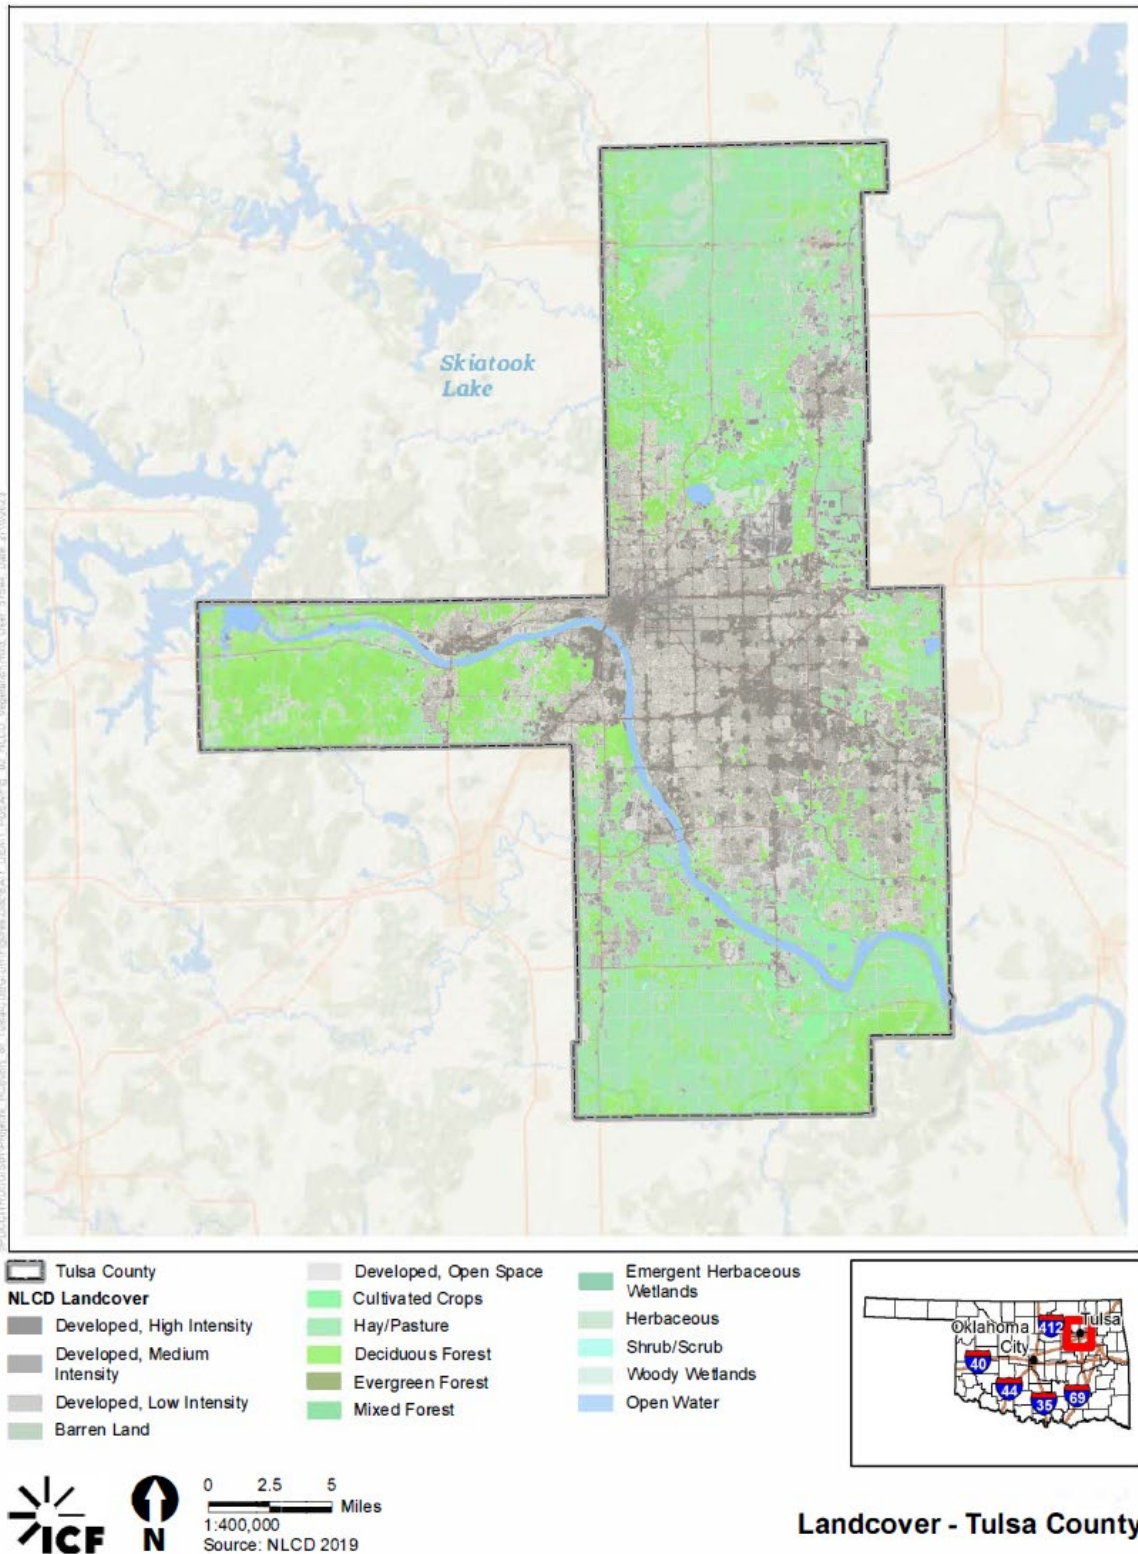 Skiatook
Lake
Tulsa County
NLCD Landcover
Developed, High Intensity
Developed, Medium
Intensity
Developed, Low Intensity
Barren Land
Developed, Open Space
Cultivated Crops
Hay/Pasture
Deciduous Forest
Evergreen Forest
Mixed Forest
Emergent Herbaceous
Wetlands
Herbaceous
Shrub/Scrub
Woody Wetlands
Open Water
Oklahoma
City
412
Tulsa
40
44
35
69
ICF
N
0 2.5 5
Miles
1:400,000
Source: NLCD 2019
Landcover - Tulsa County